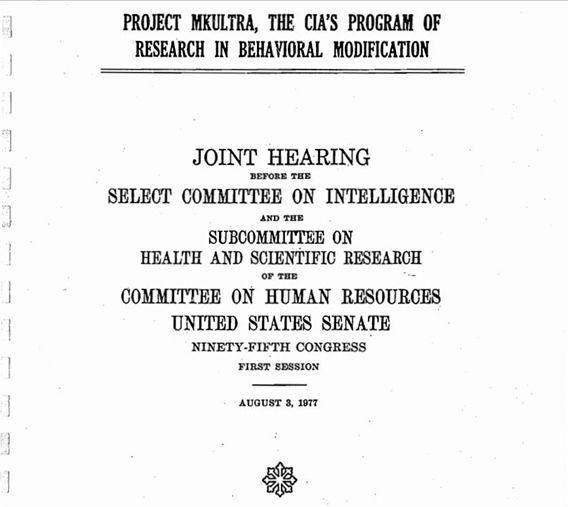 PROJECT MKULTRA, THE CIA'S PROGRAM OF
RESEARCH IN BEHAVIORAL MODIFICATION
JOINT HEARING
BEFORE THE
SELECT COMMITTEE ON INTELLIGENCE
AND THE
SUBCOMMITTEE ON
HEALTH AND SCIENTIFIC RESEARCH
OF THE
COMMITTEE ON HUMAN RESOURCES
UNITED STATES SENATE
NINETY-FIFTH CONGRESS
FIRST SESSION
AUGUST 3, 1977